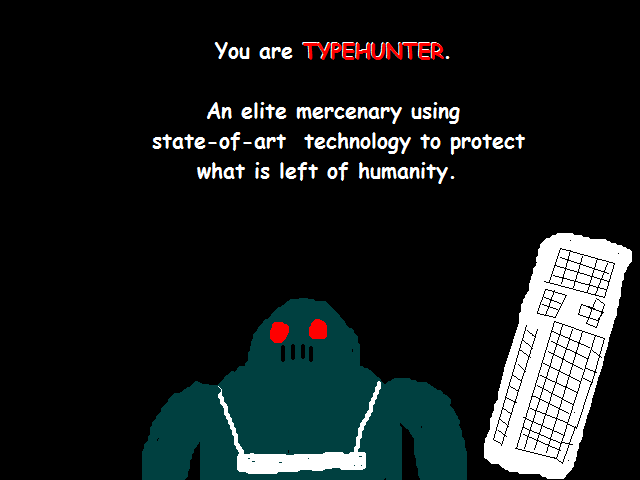 You are TYPEHUNTER.
An elite mercenary using
state-of-art technology to protect
what is left of humanity.